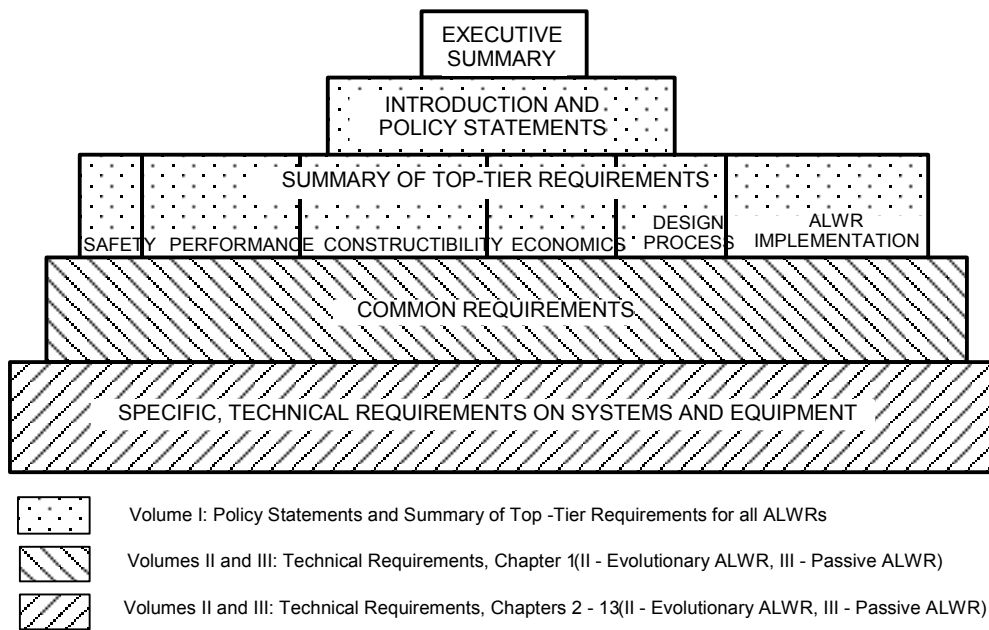 EXECUTIVE
SUMMARY
INTRODUCTION AND
POLICY STATEMENTS
SUMMARY OF TOP-TIER REQUIREMENTS
SAFETY
PERFORMANCE
CONSTRUCTIBILITY
ECONOMICS
DESIGN
PROCESS
ALWR
IMPLEMENTATION
COMMON REQUIREMENTS
SPECIFIC, TECHNICAL REQUIREMENTS ON SYSTEMS AND EQUIPMENT
Volume I: Policy Statements and Summary of Top -Tier Requirements for all ALWRs
Volumes II and III: Technical Requirements, Chapter 1(II - Evolutionary ALWR, III - Passive ALWR)
Volumes II and III: Technical Requirements, Chapters 2 - 13(II - Evolutionary ALWR, III - Passive ALWR)